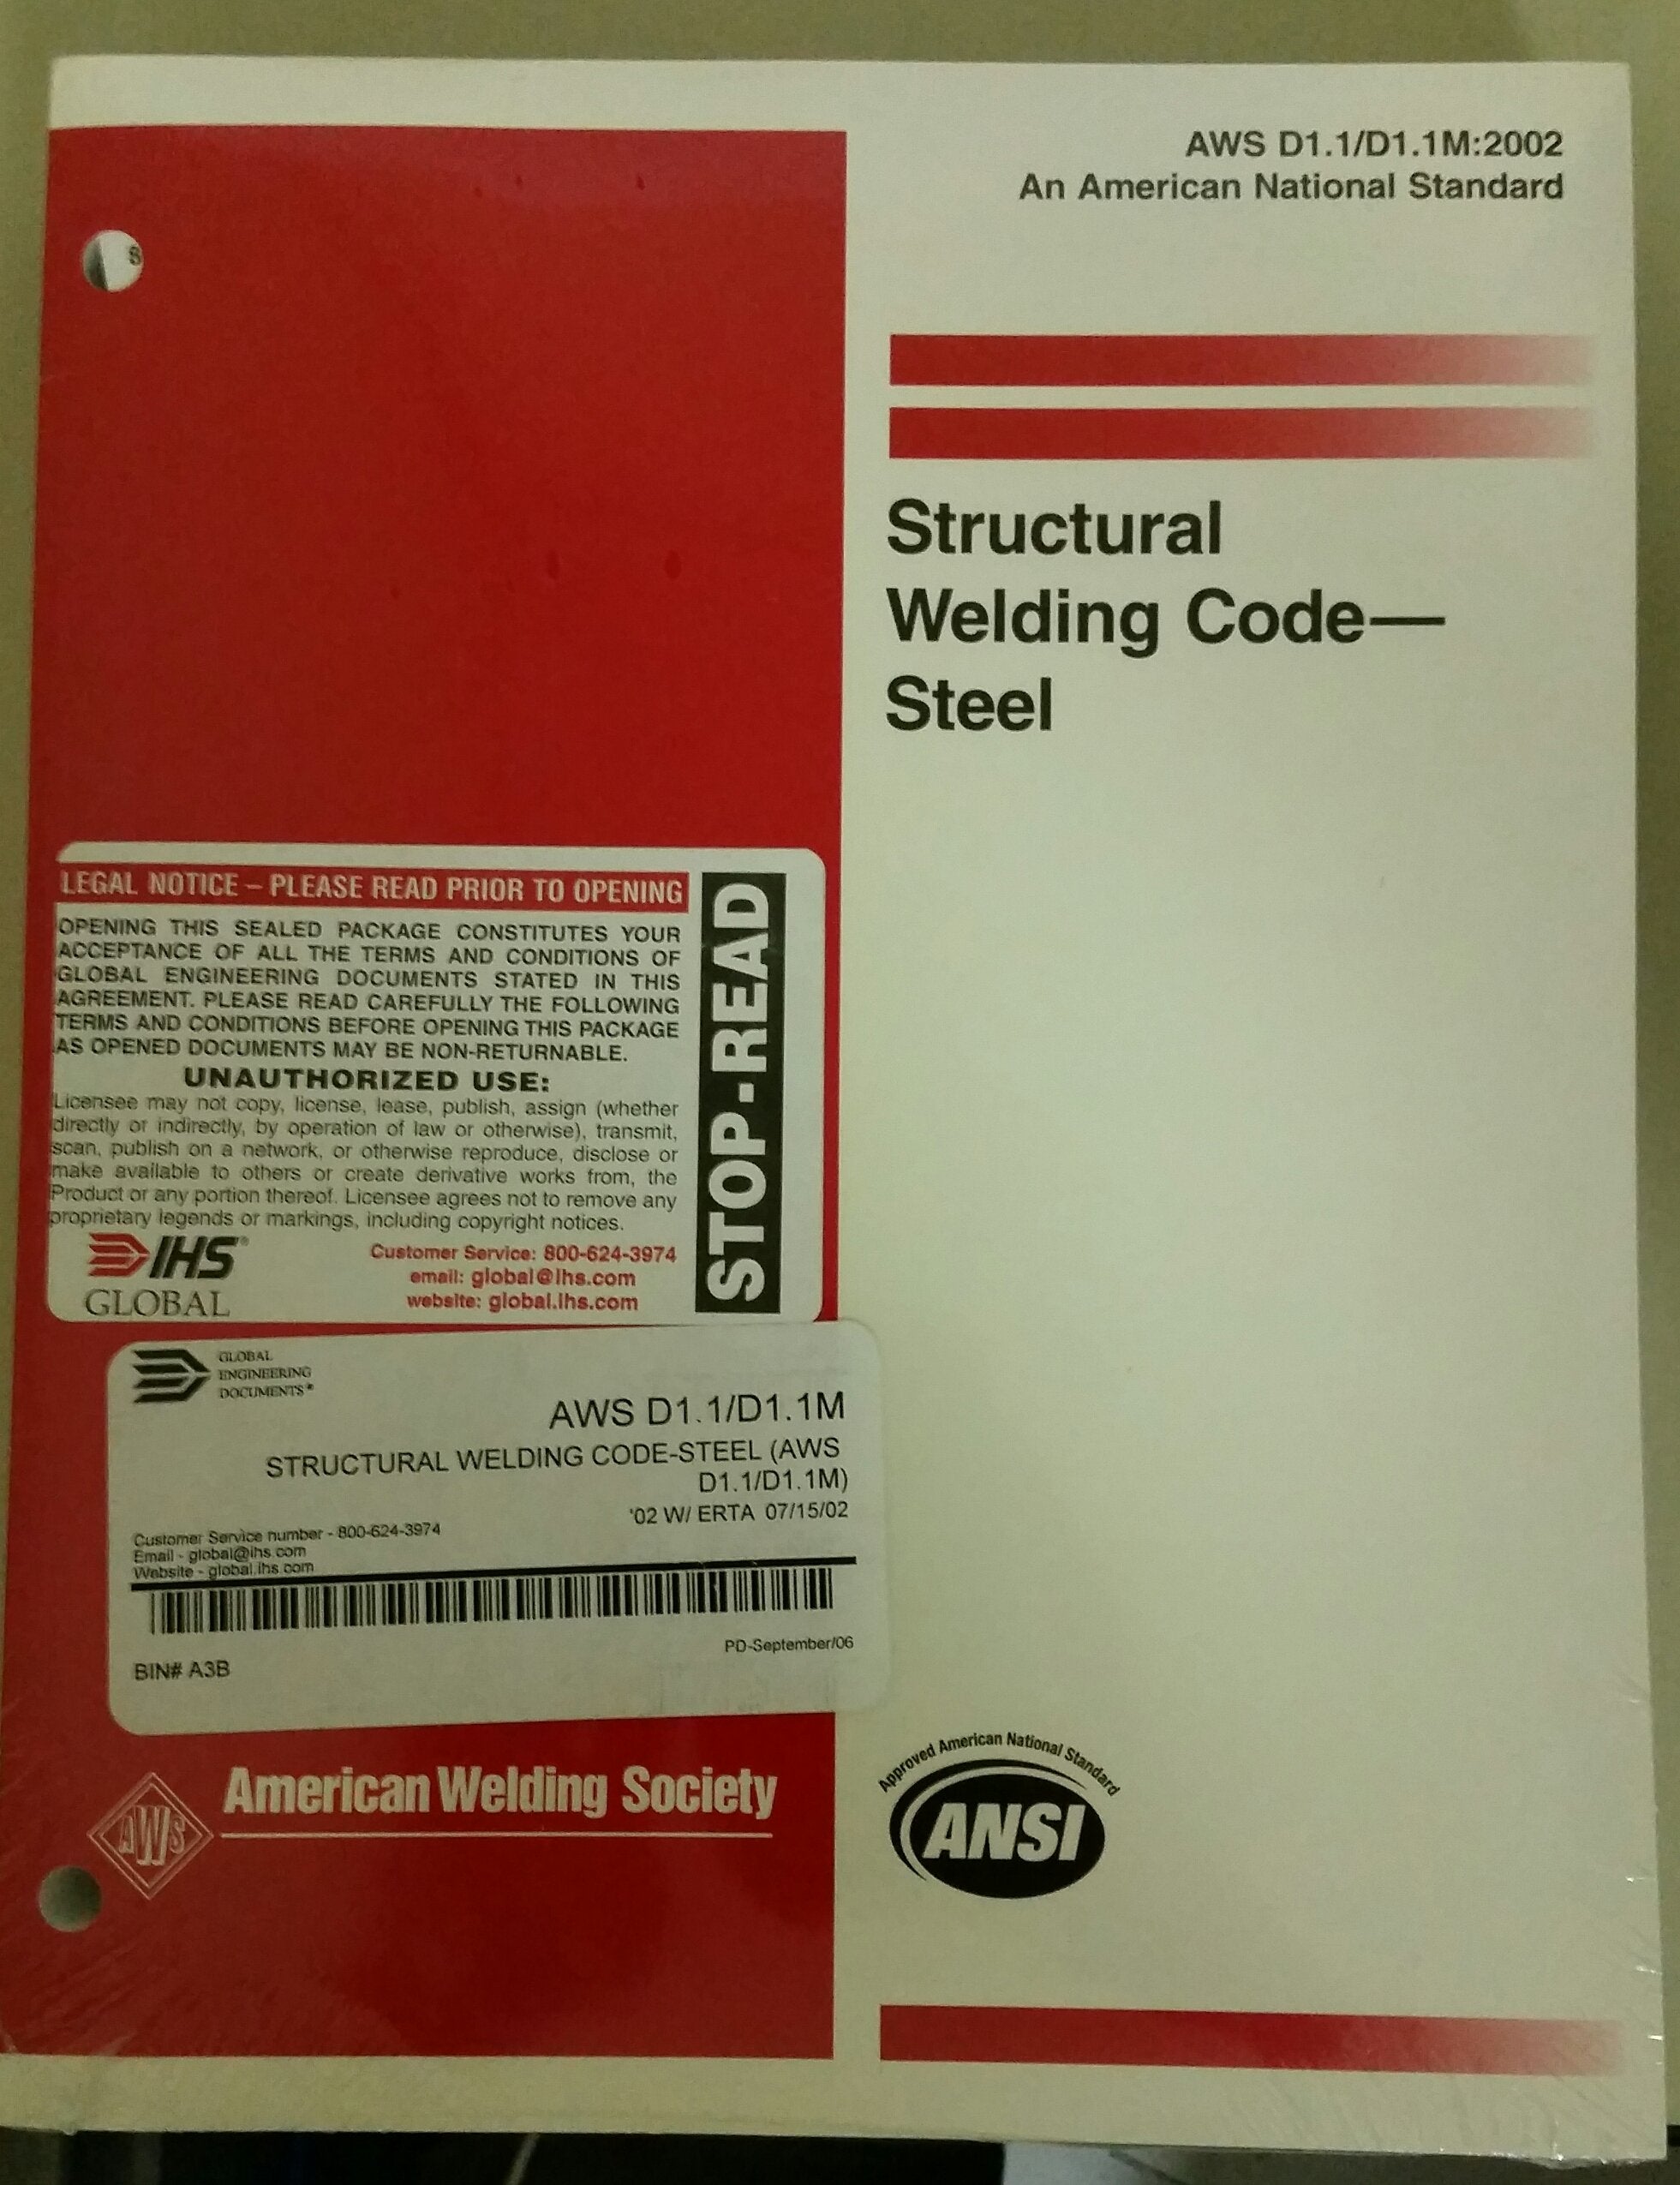 AWS D1.1/D1.1M:2002
An American National Standard
8
Structural
Welding Code—
Steel
LEGAL NOTICE – PLEASE READ PRIOR TO OPENING
OPENING THIS SEALED PACKAGE CONSTITUTES YOUR
ACCEPTANCE OF ALL THE TERMS AND CONDITIONS OF
GLOBAL ENGINEERING DOCUMENTS STATED IN THIS
AGREEMENT. PLEASE READ CAREFULLY THE FOLLOWING
TERMS AND CONDITIONS BEFORE OPENING THIS PACKAGE
AS OPENED DOCUMENTS MAY BE NON-RETURNABLE.
UNAUTHORIZED USE:
Licensee may not copy, license, lease, publish, assign (whether
directly or indirectly, by operation of law or otherwise), transmit,
scan, publish on a network, or otherwise reproduce, disclose or
make available to others or create derivative works from, the
Product or any portion thereof. Licensee agrees not to remove any
proprietary legends or markings, including copyright notices.
IHS®
GLOBAL
Customer Service: 800-624-3974
email: global@ihs.com
website: global.ihs.com
STOP-READ
GLOBAL
ENGINEERING
DOCUMENTS®
AWS D1.1/D1.1M
STRUCTURAL WELDING CODE-STEEL (AWS
D1.1/D1.1M)
'02 W/ ERTA 07/15/02
Customer Service number - 800-624-3974
Email - global@ihs.com
Website - global.ihs.com
PD-September/06
BIN# A3B
AWS
American Welding Society
Approved American National Standard
ANSI